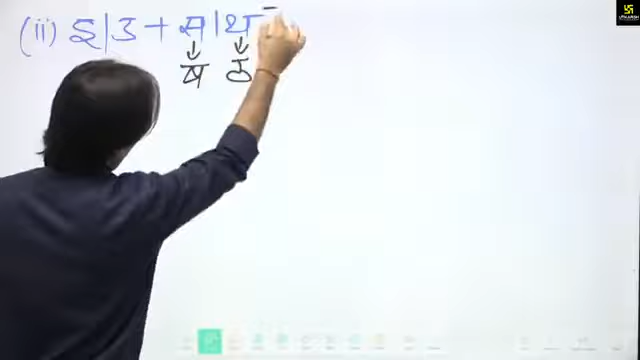 (ii) इ|उ + स|थ
↓ ↓
ष ठ